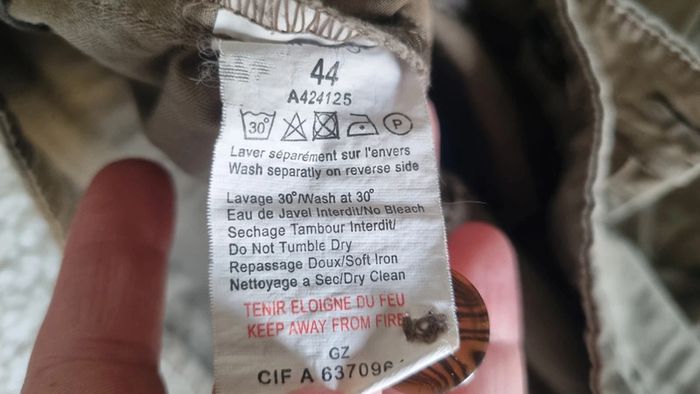 44
A424125
30°
P
Laver séparément sur l'envers
Wash separatly on reverse side
Lavage 30°/Wash at 30°
Eau de Javel Interdit/No Bleach
Sechage Tambour Interdit/
Do Not Tumble Dry
Repassage Doux/Soft Iron
Nettoyage a Sec/Dry Clean
TENIR ELOIGNE DU FEU
KEEP AWAY FROM FIRE
GZ
CIF A 637096